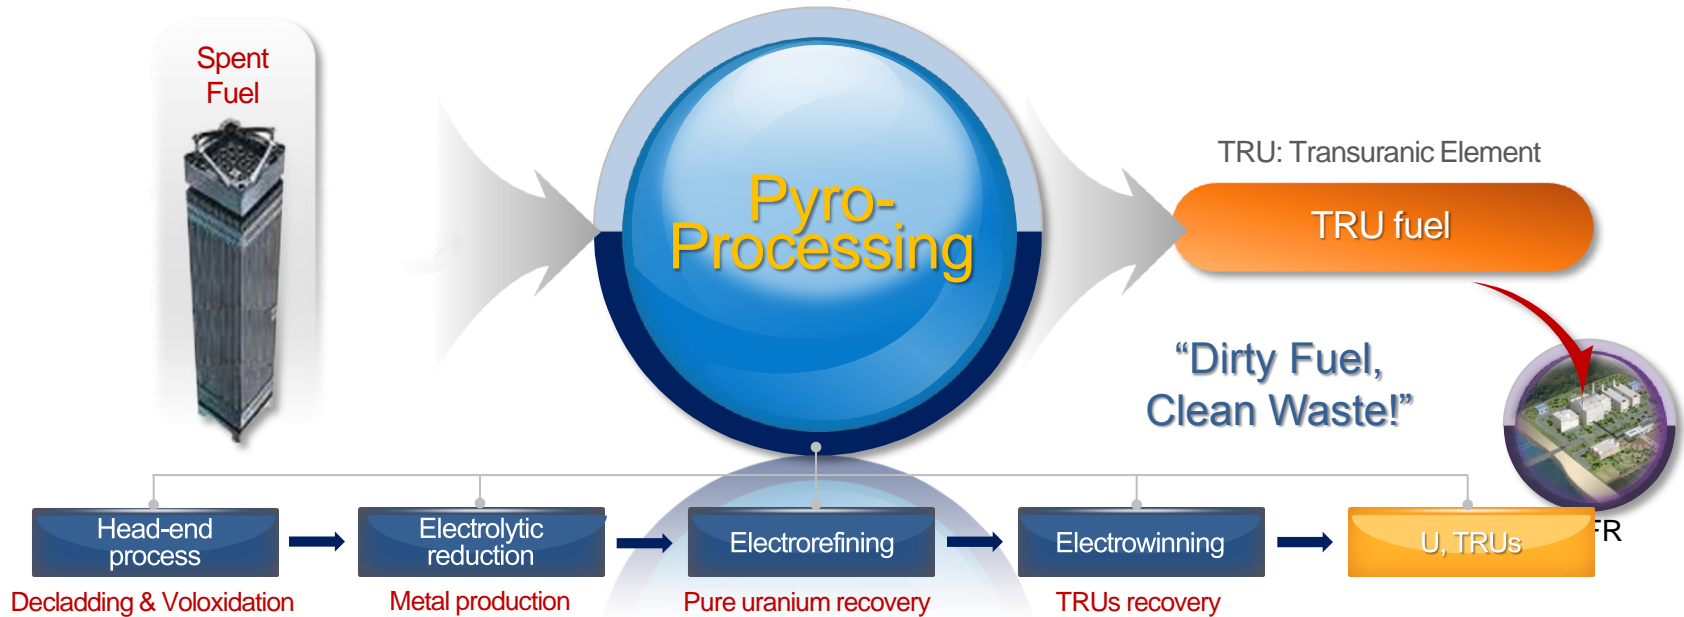 Spent
Fuel
Pyro-
Processing
TRU: Transuranic Element
TRU fuel
“Dirty Fuel,
Clean Waste!”
Head-end
process
Electrolytic
reduction
Electrorefining
Electrowinning
U, TRUs
FR
Decladding & Voloxidation
Metal production
Pure uranium recovery
TRUs recovery